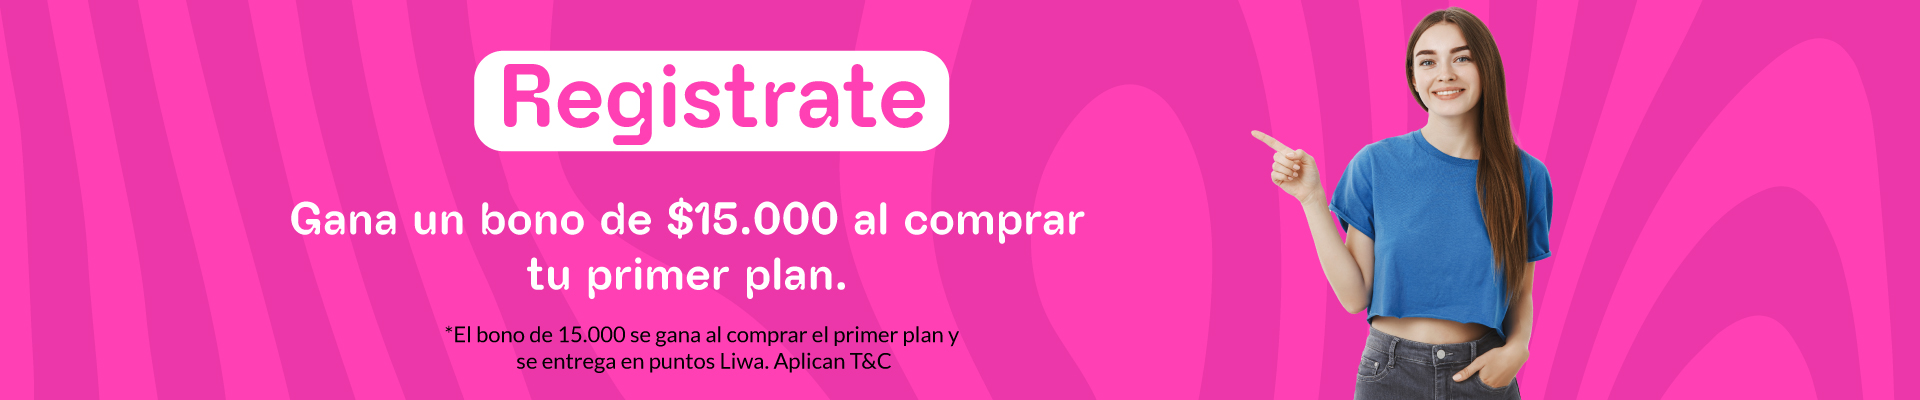 Registrate
Gana un bono de $15.000 al comprar
tu primer plan.
*El bono de 15.000 se gana al comprar el primer plan y
se entrega en puntos Liwa. Aplican T&C